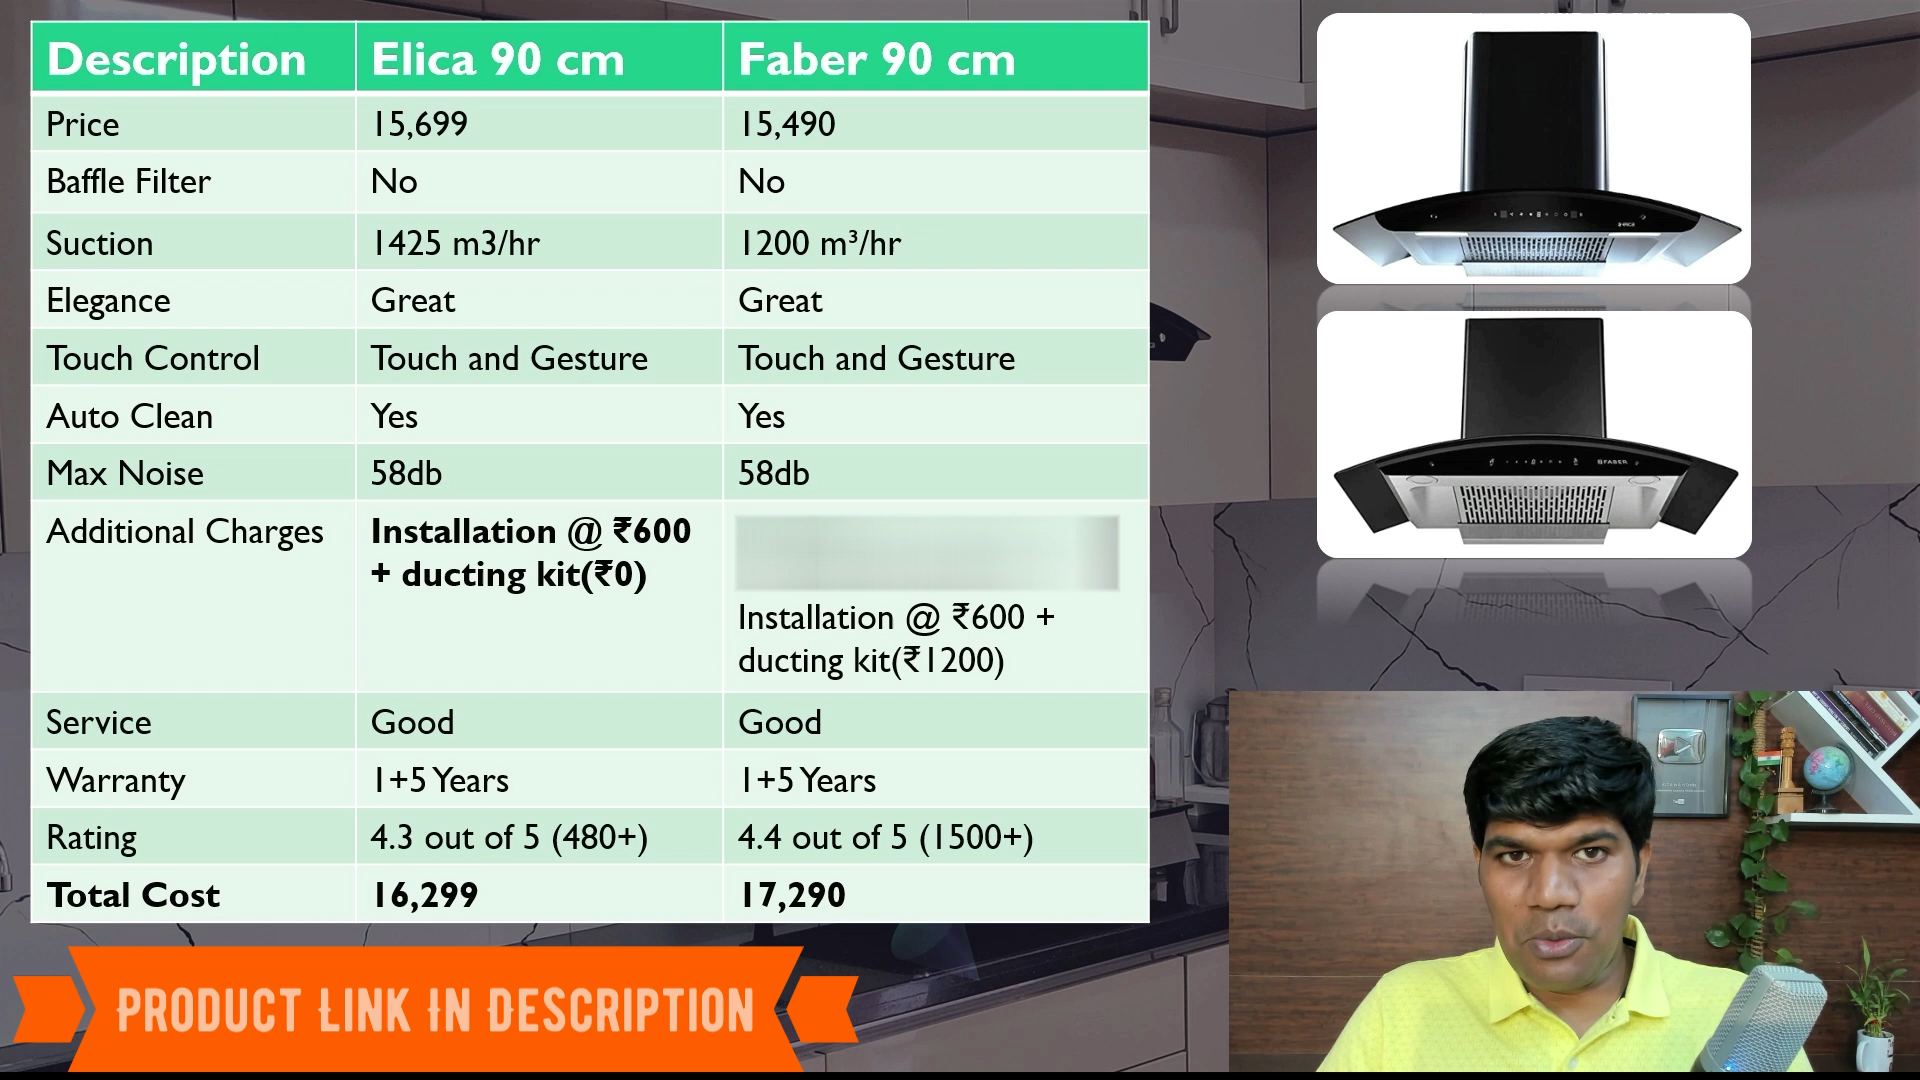 Description Elica 90 cm Faber 90 cm
Price 15,699 15,490
Baffle Filter No No
Suction 1425 m3/hr 1200 m³/hr
Elegance Great Great
Touch Control Touch and Gesture Touch and Gesture
Auto Clean Yes Yes
Max Noise 58db 58db
Additional Charges Installation @ ₹600
+ ducting kit(₹0)
Installation @ ₹600 +
ducting kit(₹1200)
Service Good Good
Warranty 1+5 Years 1+5 Years
Rating 4.3 out of 5 (480+) 4.4 out of 5 (1500+)
Total Cost 16,299 17,290
PRODUCT LINK IN DESCRIPTION
FABER